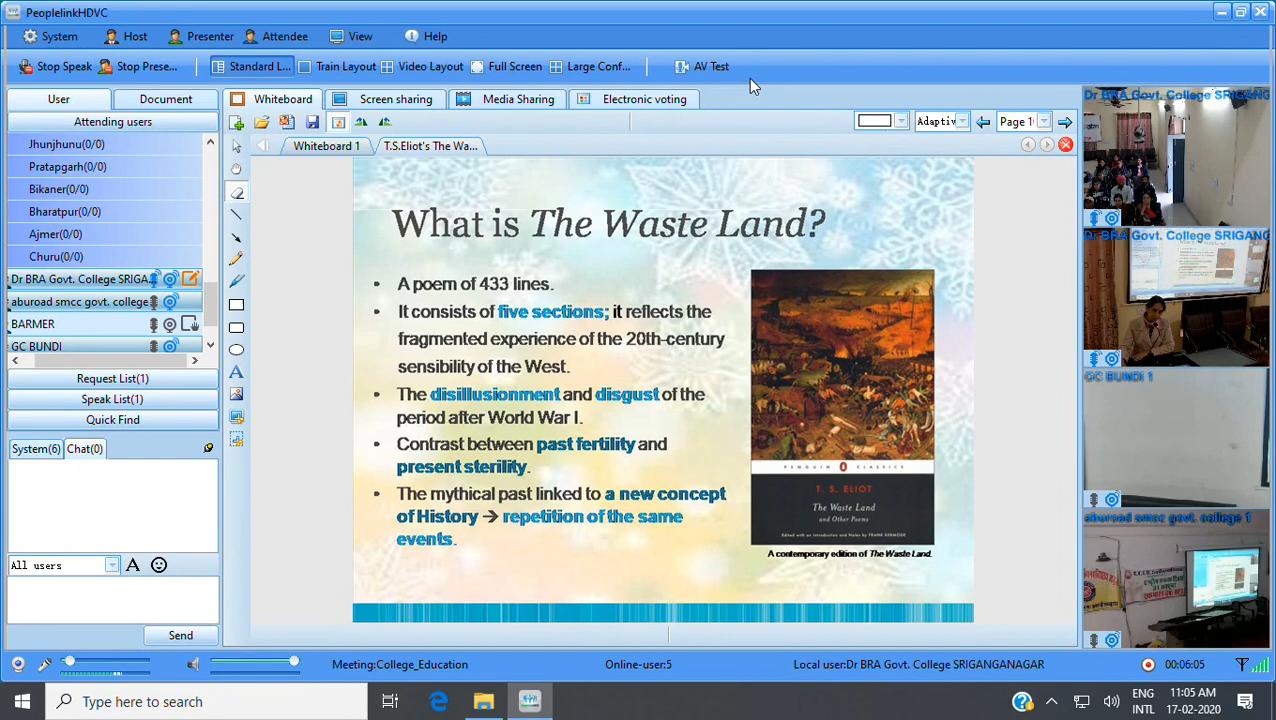 PeoplelinkHDVC
System Host Presenter Attendee View Help
Stop Speak Stop Prese... Standard L... Train Layout Video Layout Full Screen Large Conf... AV Test
User Document
Whiteboard Screen sharing Media Sharing Electronic voting
Attending users
Adaptiv Page 1
Whiteboard 1 T.S.Eliot's The Wa...
Jhunjhunu(0/0)
Pratapgarh(0/0)
Bikaner(0/0)
Bharatpur(0/0)
Ajmer(0/0)
Churu(0/0)
Dr BRA Govt. College SRIGA.
aburoad smcc govt. college
BARMER
GC BUNDI
Request List(1)
Speak List(1)
Quick Find
System(6) Chat(0)
All users A
Send
What is The Waste Land?
• A poem of 433 lines.
• It consists of five sections; it reflects the
fragmented experience of the 20th-century
sensibility of the West.
• The disillusionment and disgust of the
period after World War I.
• Contrast between past fertility and
present sterility.
• The mythical past linked to a new concept
of History → repetition of the same
events.
PENGUIN CLASSICS
T. S. ELIOT
The Waste Land
and Other Poems
Edited with an Introduction and Notes by FRANK KERMODE
A contemporary edition of The Waste Land.
Dr BRA Govt. College SRIGANG
Dr BRA Govt. College SRIGANG
GC BUNDI 1
aburoad smcc govt. college 1
Meeting:College_Education Online-user:5 Local user:Dr BRA Govt. College SRIGANGANAGAR 00:06:05
Type here to search
ENG
INTL
11:05 AM
17-02-2020